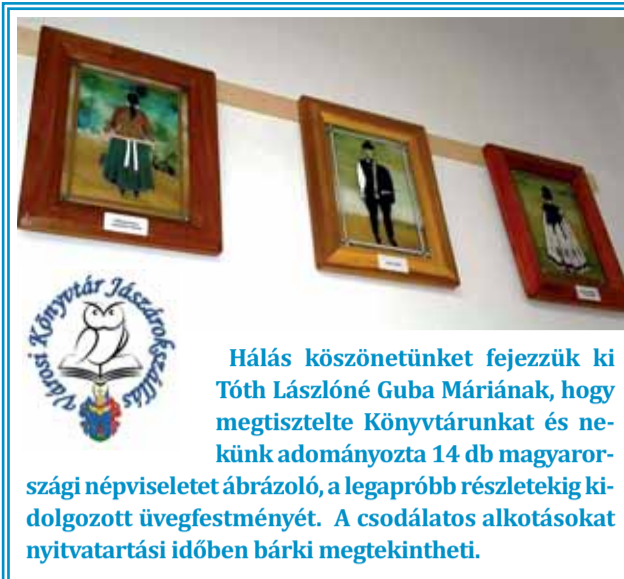 Városi Könyvtár Jászárokszállás
Hálás köszönetünket fejezzük ki
Tóth Lászlóné Guba Máriának, hogy
megtisztelte Könyvtárunkat és ne-
künk adományozta 14 db magyaror-
szági népviseletet ábrázoló, a legapróbb részletekig ki-
dolgozott üvegfestményét. A csodálatos alkotásokat
nyitvatartási időben bárki megtekintheti.